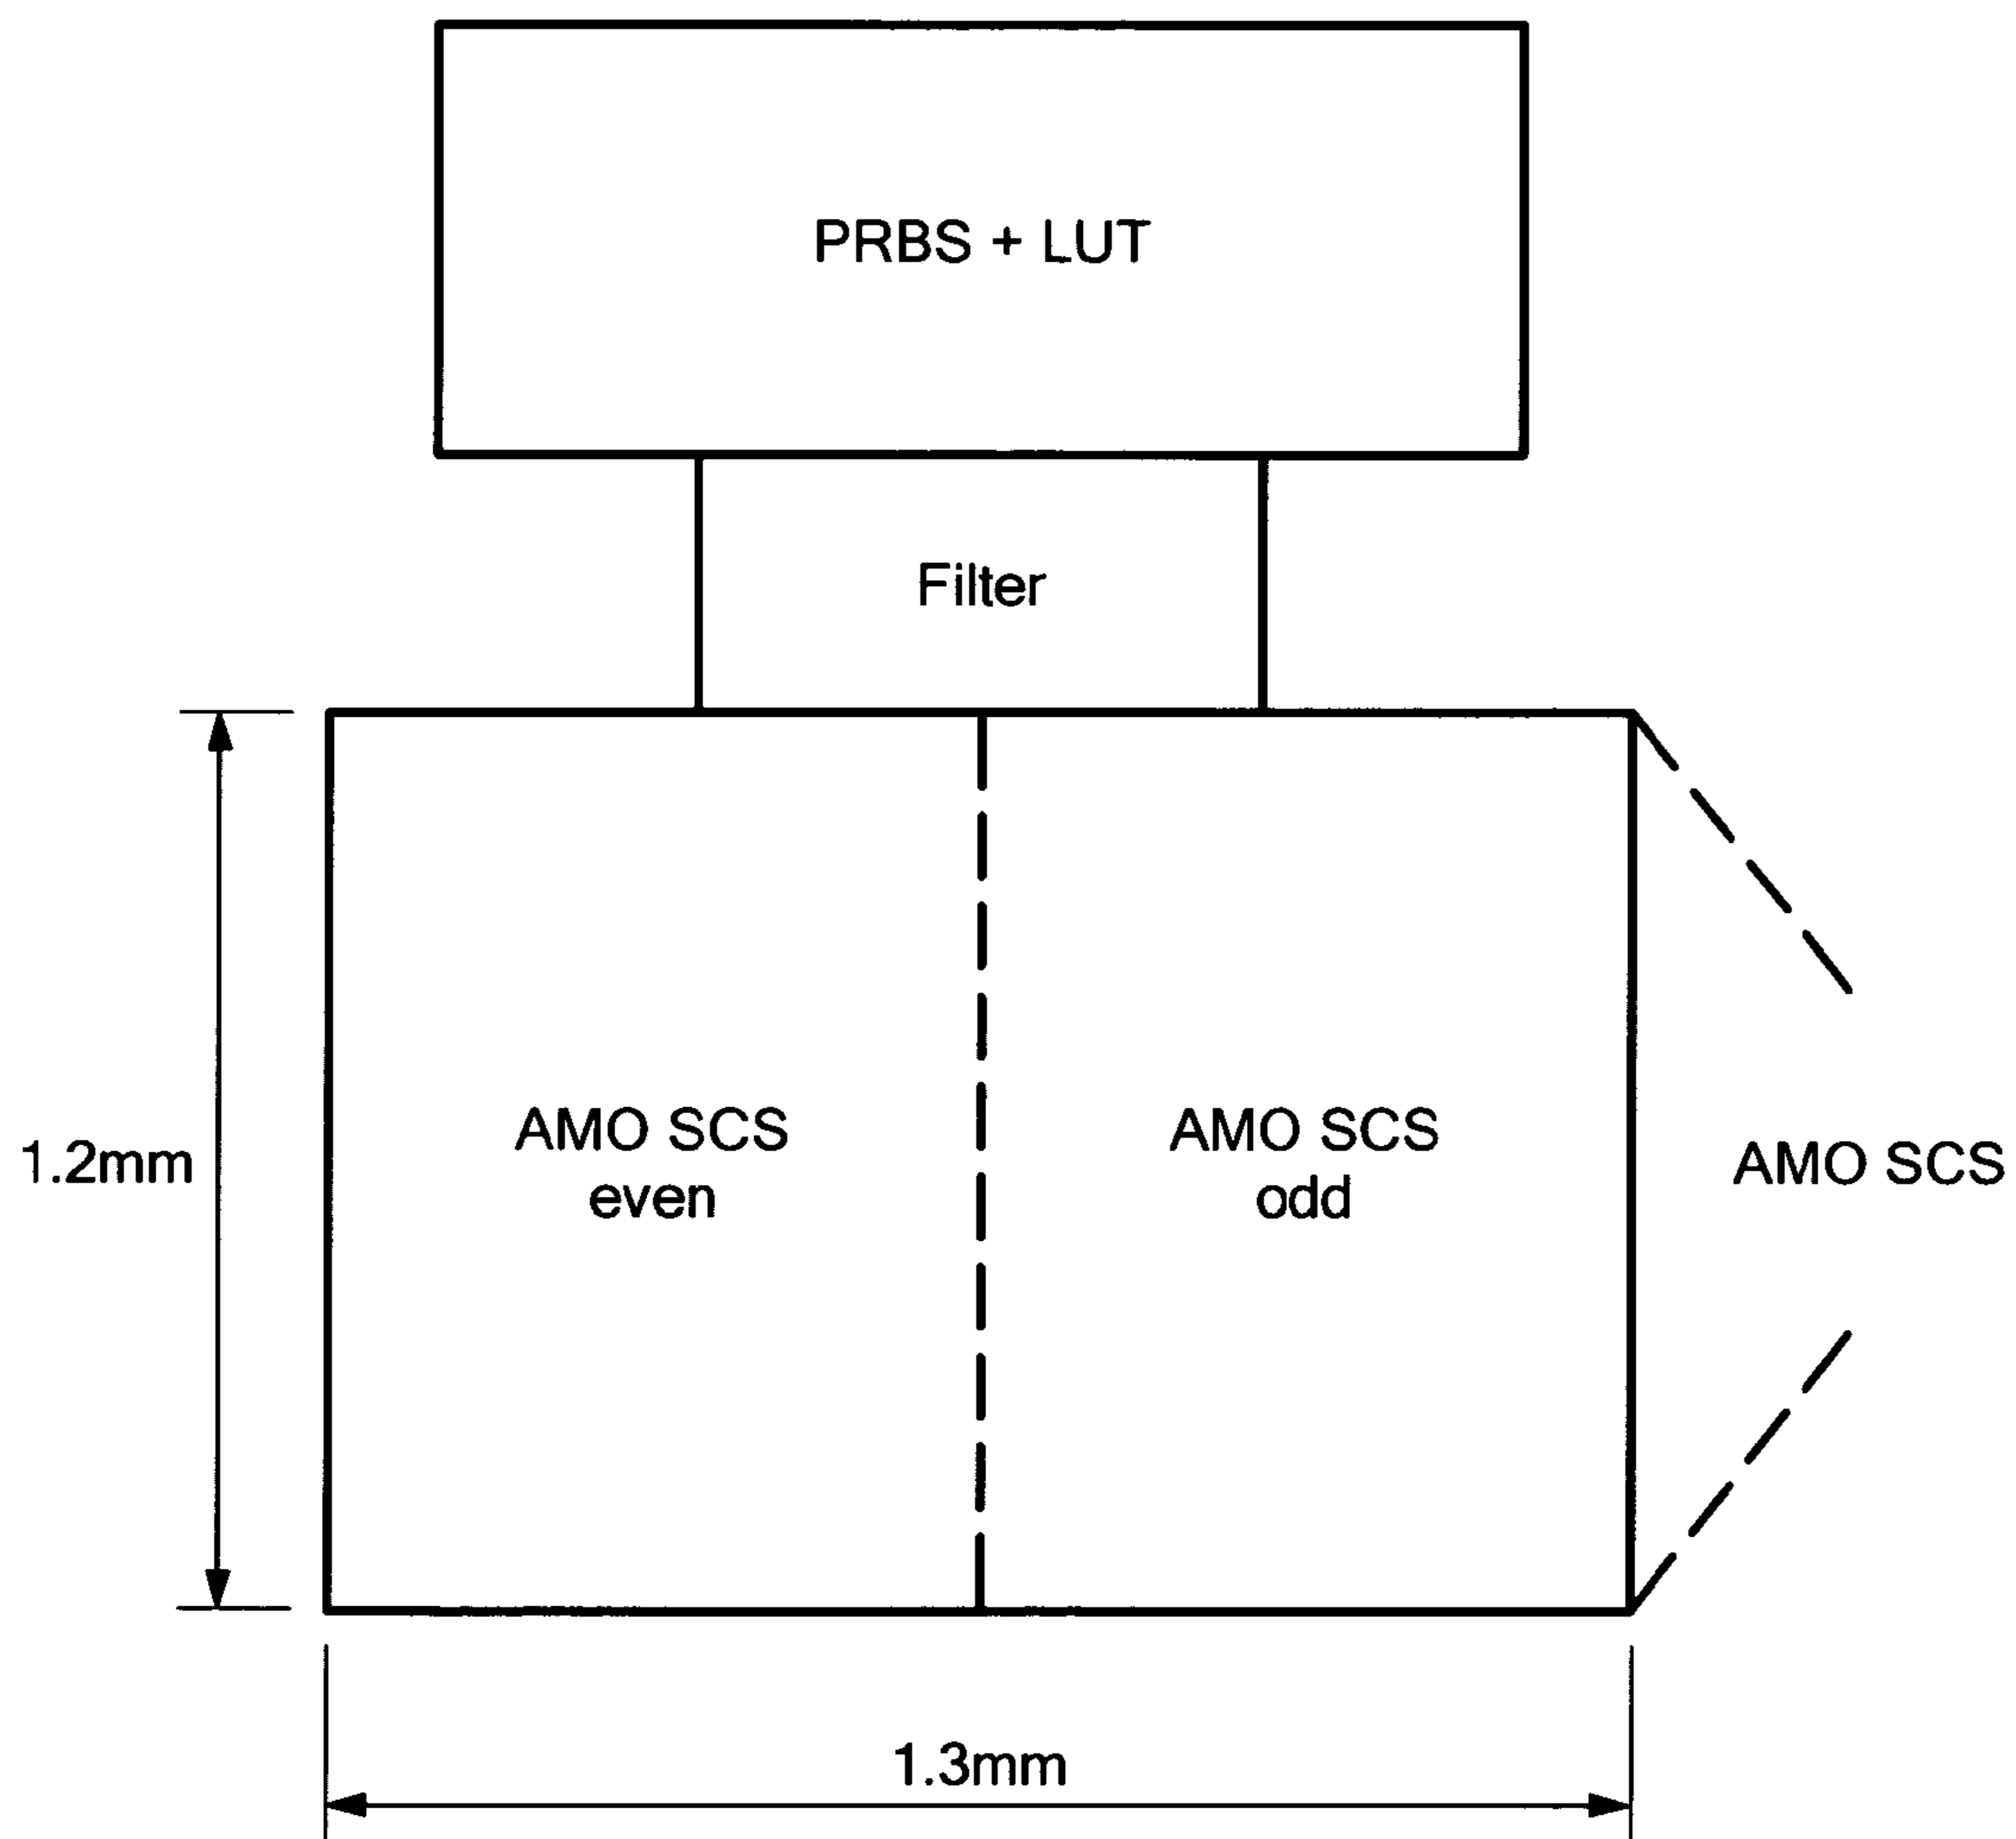 PRBS + LUT
Filter
AMO SCS
even
AMO SCS
odd
AMO SCS
1.2mm
1.3mm